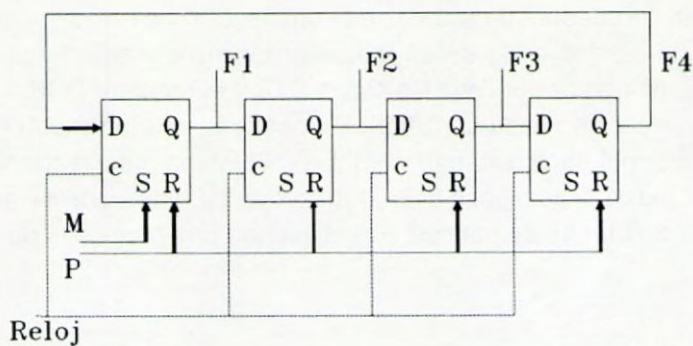 F1 F2 F3 F4
D Q D Q D Q D Q
c S R c S R c S R c S R
M
P
Reloj